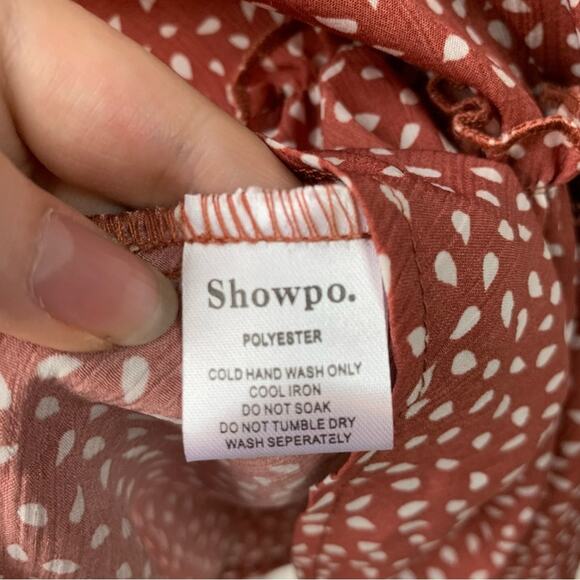 Showpo.
POLYESTER
COLD HAND WASH ONLY
COOL IRON
DO NOT SOAK
DO NOT TUMBLE DRY
WASH SEPERATELY